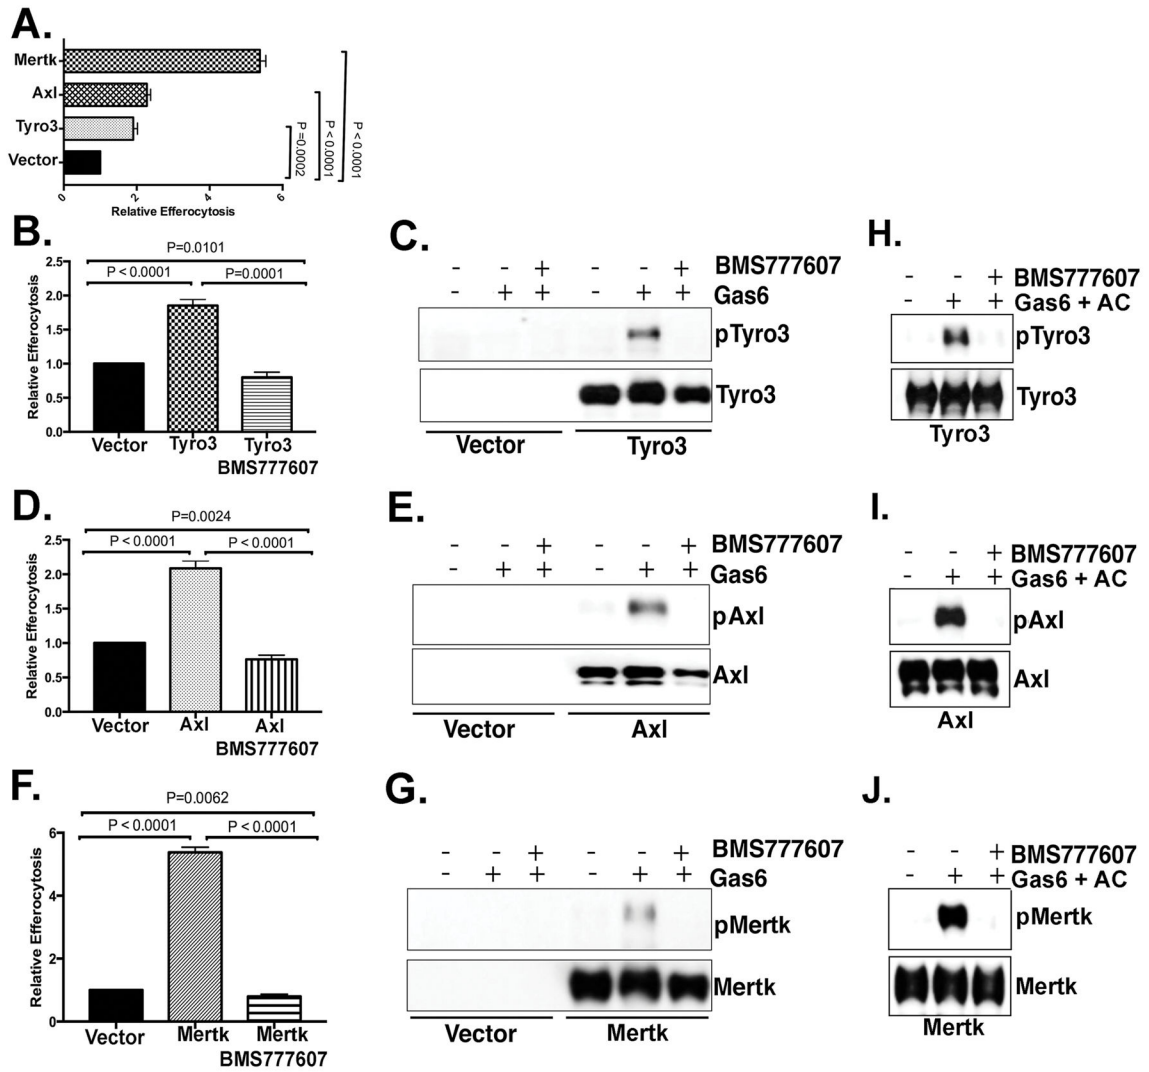 A.
Mertk
Axl
Tyro3
Vector
0 2 4 6
Relative Efferocytosis
P =0.0002
P < 0.0001
P < 0.0001
B.
P=0.0101
P < 0.0001 P=0.0001
2.5
2.0
1.5
1.0
0.5
0.0
Relative Efferocytosis
Vector Tyro3 Tyro3
BMS777607
C.
- - + - - + BMS777607
- + + - + + Gas6
pTyro3
Tyro3
Vector Tyro3
H.
- - + BMS777607
- + + Gas6 + AC
pTyro3
Tyro3
Tyro3
D.
P=0.0024
P < 0.0001 P < 0.0001
2.5
2.0
1.5
1.0
0.5
0.0
Relative Efferocytosis
Vector Axl Axl
BMS777607
E.
- - + - - + BMS777607
- + + - + + Gas6
pAxl
Axl
Vector Axl
I.
- - + BMS777607
- + + Gas6 + AC
pAxl
Axl
Axl
F.
P=0.0062
P < 0.0001 P < 0.0001
6
4
2
0
Relative Efferocytosis
Vector Mertk Mertk
BMS777607
G.
- - + - - + BMS777607
- + + - + + Gas6
pMertk
Mertk
Vector Mertk
J.
- - + BMS777607
- + + Gas6 + AC
pMertk
Mertk
Mertk